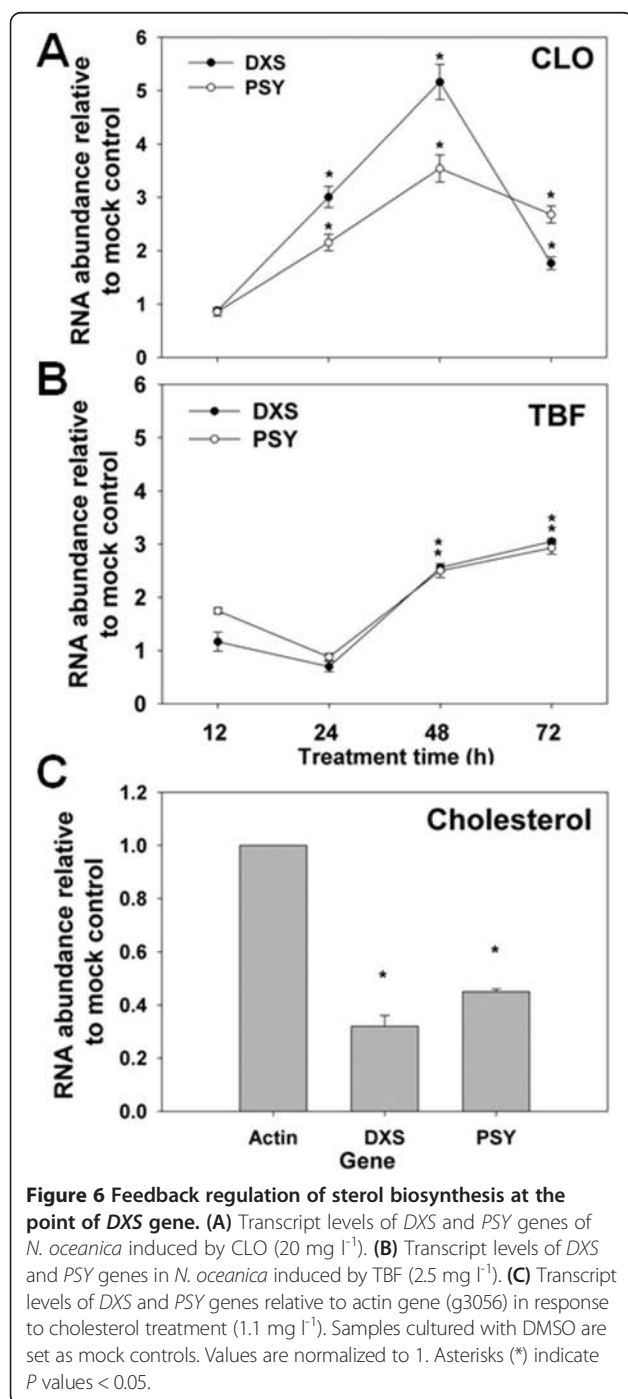 A
CLO
DXS
PSY
RNA abundance relative
to mock control
6
5
4
3
2
1
0
*
*
*
*
*
*
B
TBF
DXS
PSY
RNA abundance relative
to mock control
6
5
4
3
2
1
0
*
*
*
*
12 24 48 72
Treatment time (h)
C
Cholesterol
RNA abundance relative
to mock control
1.2
1.0
0.8
0.6
0.4
0.2
0.0
*
*
Actin DXS PSY
Gene
Figure 6 Feedback regulation of sterol biosynthesis at the
point of DXS gene. (A) Transcript levels of DXS and PSY genes of
N. oceanica induced by CLO (20 mg l⁻¹). (B) Transcript levels of DXS
and PSY genes in N. oceanica induced by TBF (2.5 mg l⁻¹). (C) Transcript
levels of DXS and PSY genes relative to actin gene (g3056) in response
to cholesterol treatment (1.1 mg l⁻¹). Samples cultured with DMSO are
set as mock controls. Values are normalized to 1. Asterisks (*) indicate
P values < 0.05.